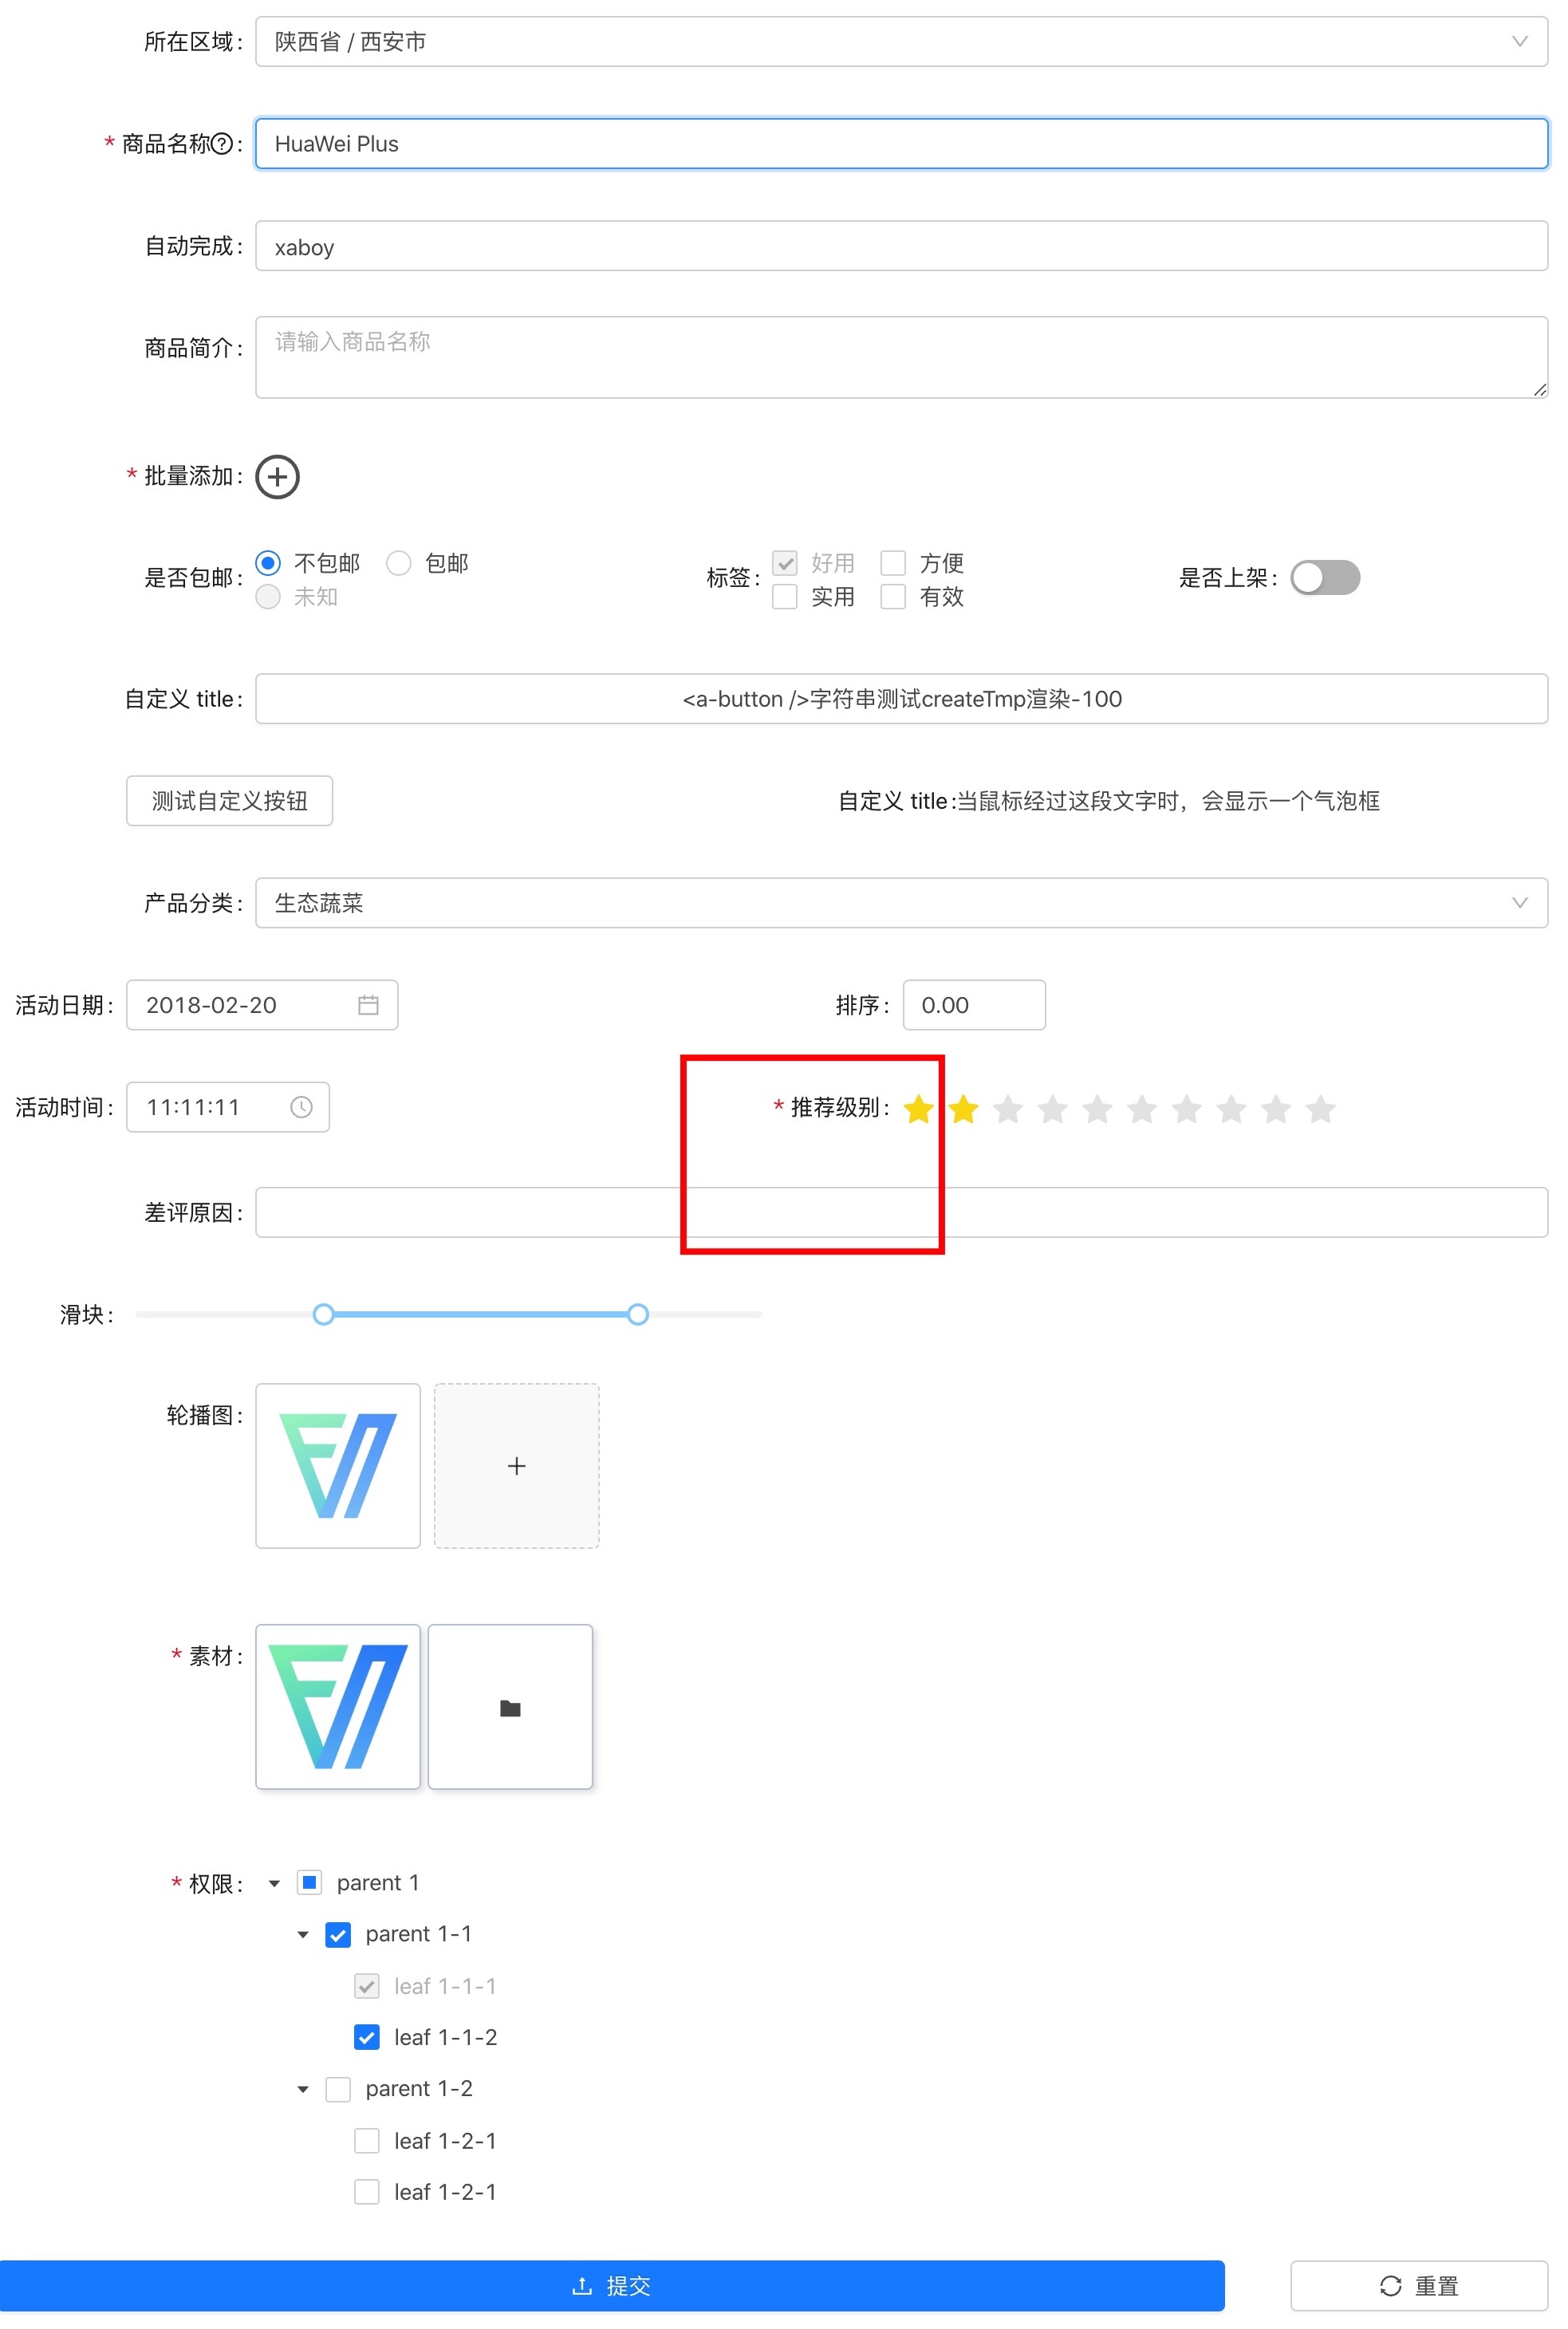 所在区域: 陕西省 / 西安市
* 商品名称: HuaWei Plus
自动完成: xaboy
商品简介: 请输入商品名称
* 批量添加:
是否包邮: 不包邮 包邮 未知
标签: 好用 方便 实用 有效
是否上架:
自定义 title: <a-button />字符串测试createTmp渲染-100
测试自定义按钮
自定义 title:当鼠标经过这段文字时，会显示一个气泡框
产品分类: 生态蔬菜
活动日期: 2018-02-20
排序: 0.00
活动时间: 11:11:11
* 推荐级别:
差评原因:
滑块:
轮播图:
* 素材:
* 权限: parent 1
parent 1-1
leaf 1-1-1
leaf 1-1-2
parent 1-2
leaf 1-2-1
leaf 1-2-1
提交
重置